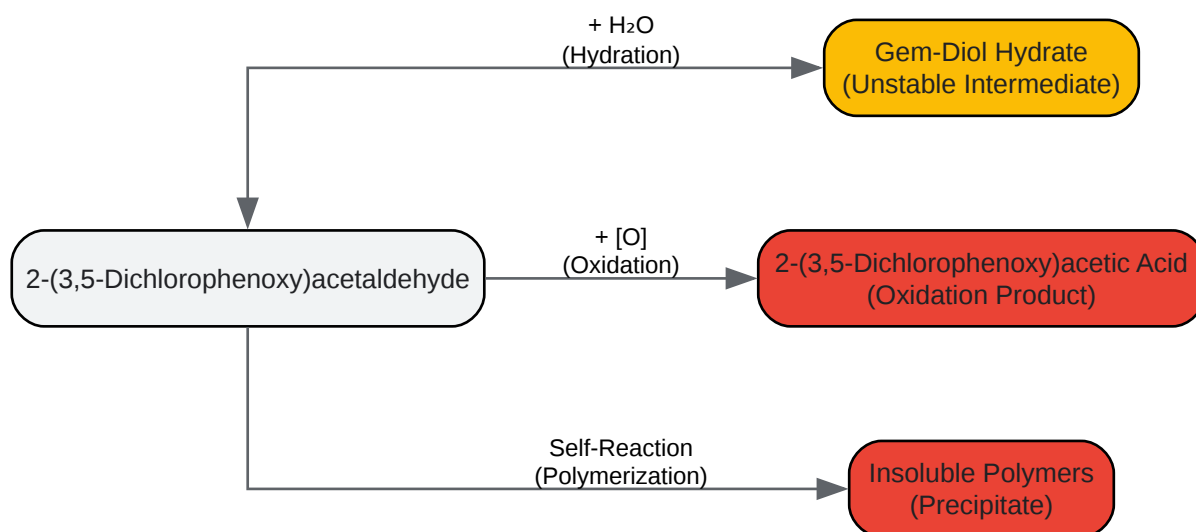 + H₂O
(Hydration)
Gem-Diol Hydrate
(Unstable Intermediate)
2-(3,5-Dichlorophenoxy)acetaldehyde
+ [O]
(Oxidation)
2-(3,5-Dichlorophenoxy)acetic Acid
(Oxidation Product)
Self-Reaction
(Polymerization)
Insoluble Polymers
(Precipitate)